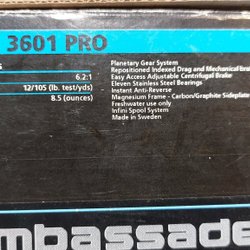 3601 PRO
S
6.2:1
12/105 (lb. test/yds)
8.5 (ounces)
Planetary Gear System
Repositioned Indexed Drag and Mechanical Brake
Easy Access Adjustable Centrifugal Brake
Eleven Stainless Steel Bearings
Instant Anti-Reverse
Magnesium Frame - Carbon/Graphite Sideplate
Freshwater use only
Infini Spool System
Made in Sweden
mbassade